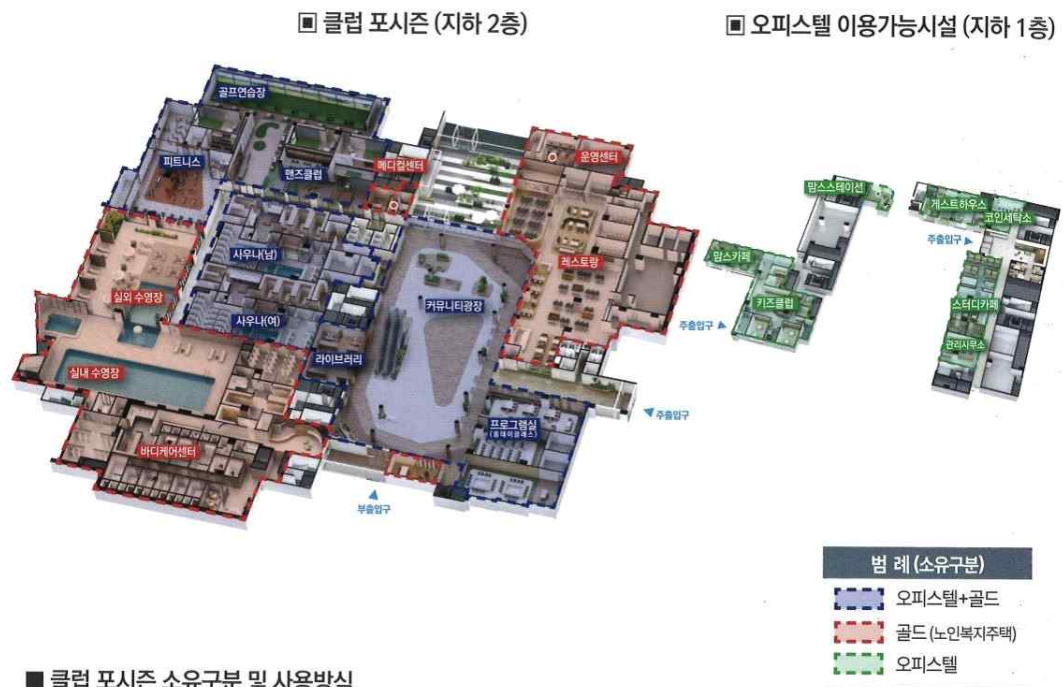 ▣ 클럽 포시즌 (지하 2층)
▣ 오피스텔 이용가능시설 (지하 1층)
골프연습장
피트니스
맨즈클럽
메디컬센터
운영센터
사우나(남)
실외 수영장
사우나(여)
커뮤니티광장
레스토랑
라이브러리
실내 수영장
바디케어센터
프로그램실
(원데이클래스)
주출입구
부출입구
맘스스테이션
게스트하우스
코인세탁소
주출입구
맘스카페
키즈클럽
스터디카페
주출입구
관리사무소
범 례 (소유구분)
오피스텔+골드
골드 (노인복지주택)
오피스텔
■ 클럽 포시즌 소유구분 및 사용방식